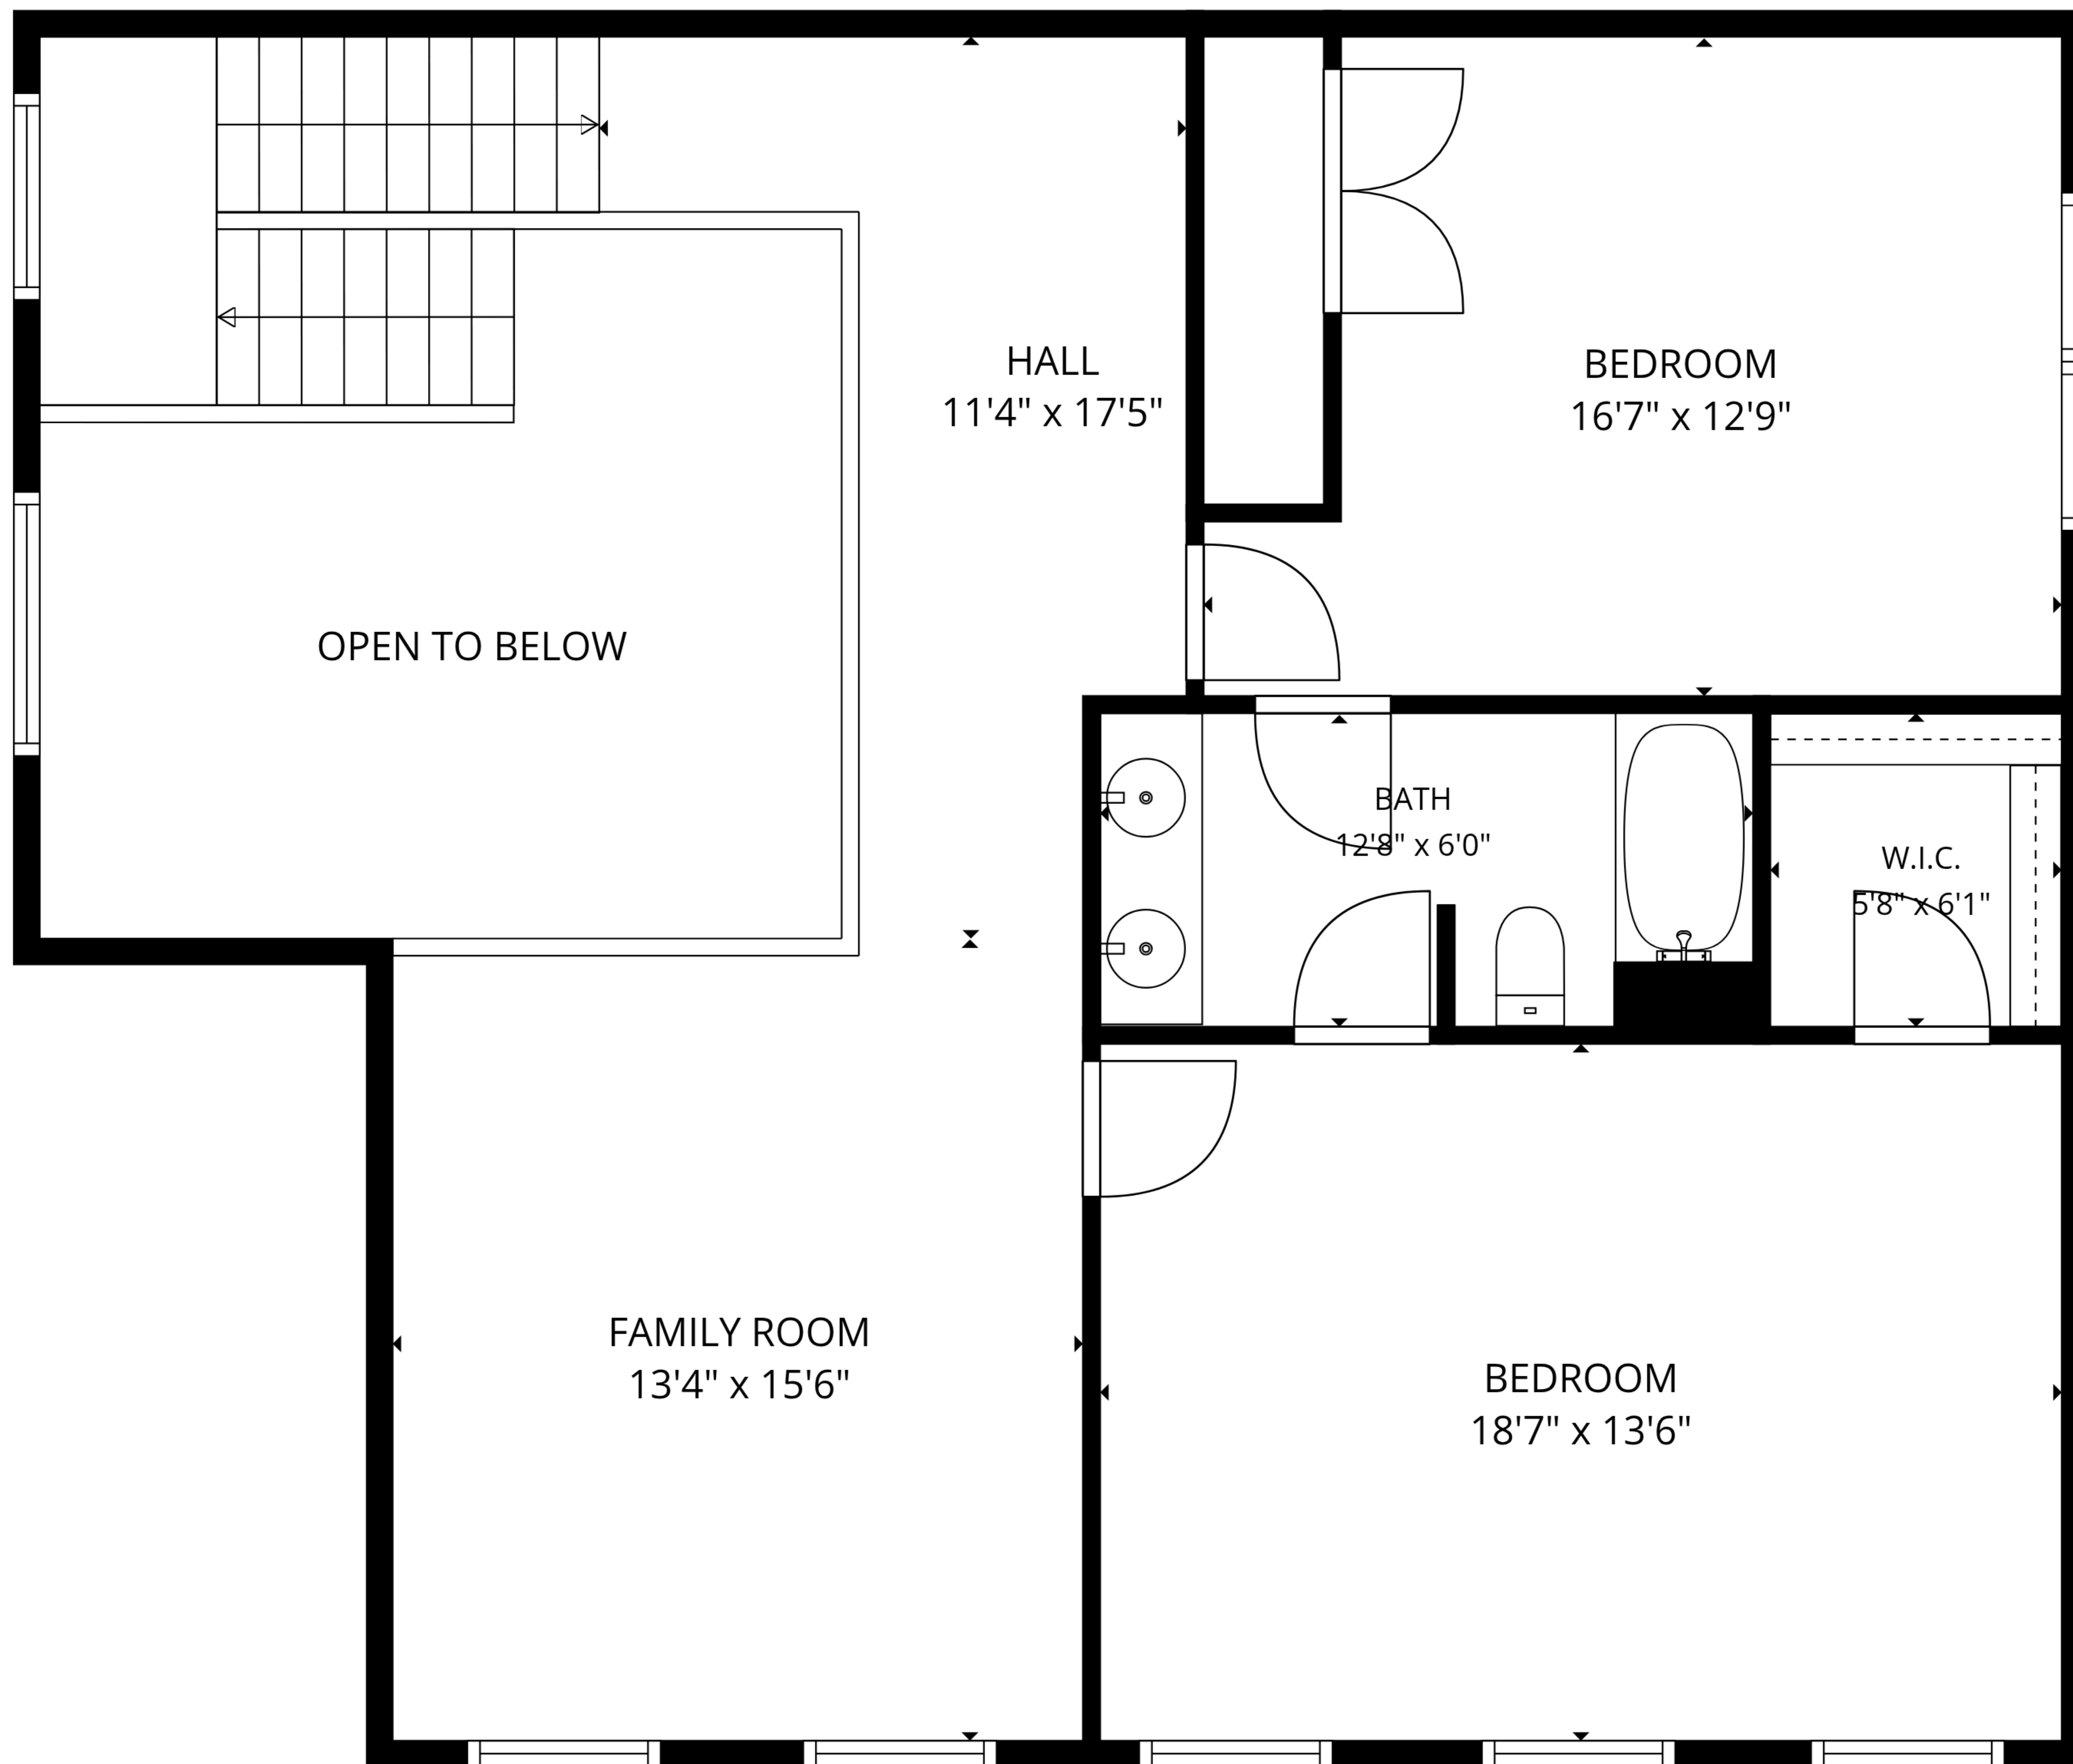 HALL
11'4" x 17'5"
BEDROOM
16'7" x 12'9"
OPEN TO BELOW
BATH
12'8" x 6'0"
W.I.C.
5'8" x 6'1"
FAMILY ROOM
13'4" x 15'6"
BEDROOM
18'7" x 13'6"